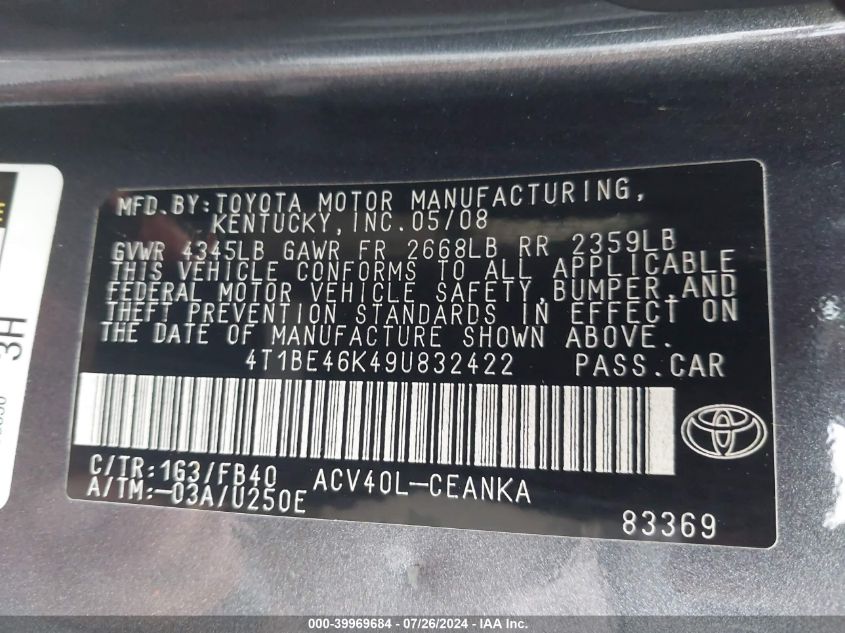 MFD.BY:TOYOTA MOTOR MANUFACTURING,
KENTUCKY,INC.05/08
GVWR 4345LB GAWR FR 2668LB RR 2359LB
THIS VEHICLE CONFORMS TO ALL APPLICABLE
FEDERAL MOTOR VEHICLE SAFETY,BUMPER,AND
THEFT PREVENTION STANDARDS IN EFFECT ON
THE DATE OF MANUFACTURE SHOWN ABOVE.
4T1BE46K49U832422 PASS.CAR
C/TR:1G3/FB40 ACV40L-CEANKA
A/TM:-03A/U250E
83369
3H
000-39969684 - 07/26/2024 - IAA Inc.